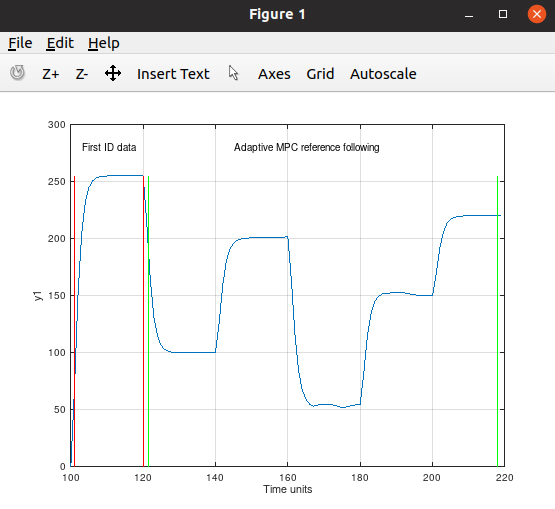 Figure 1
File Edit Help
Z+ Z- Insert Text Axes Grid Autoscale
300
First ID data Adaptive MPC reference following
250
200
y1
150
100
50
0
100 120 140 160 180 200 220
Time units